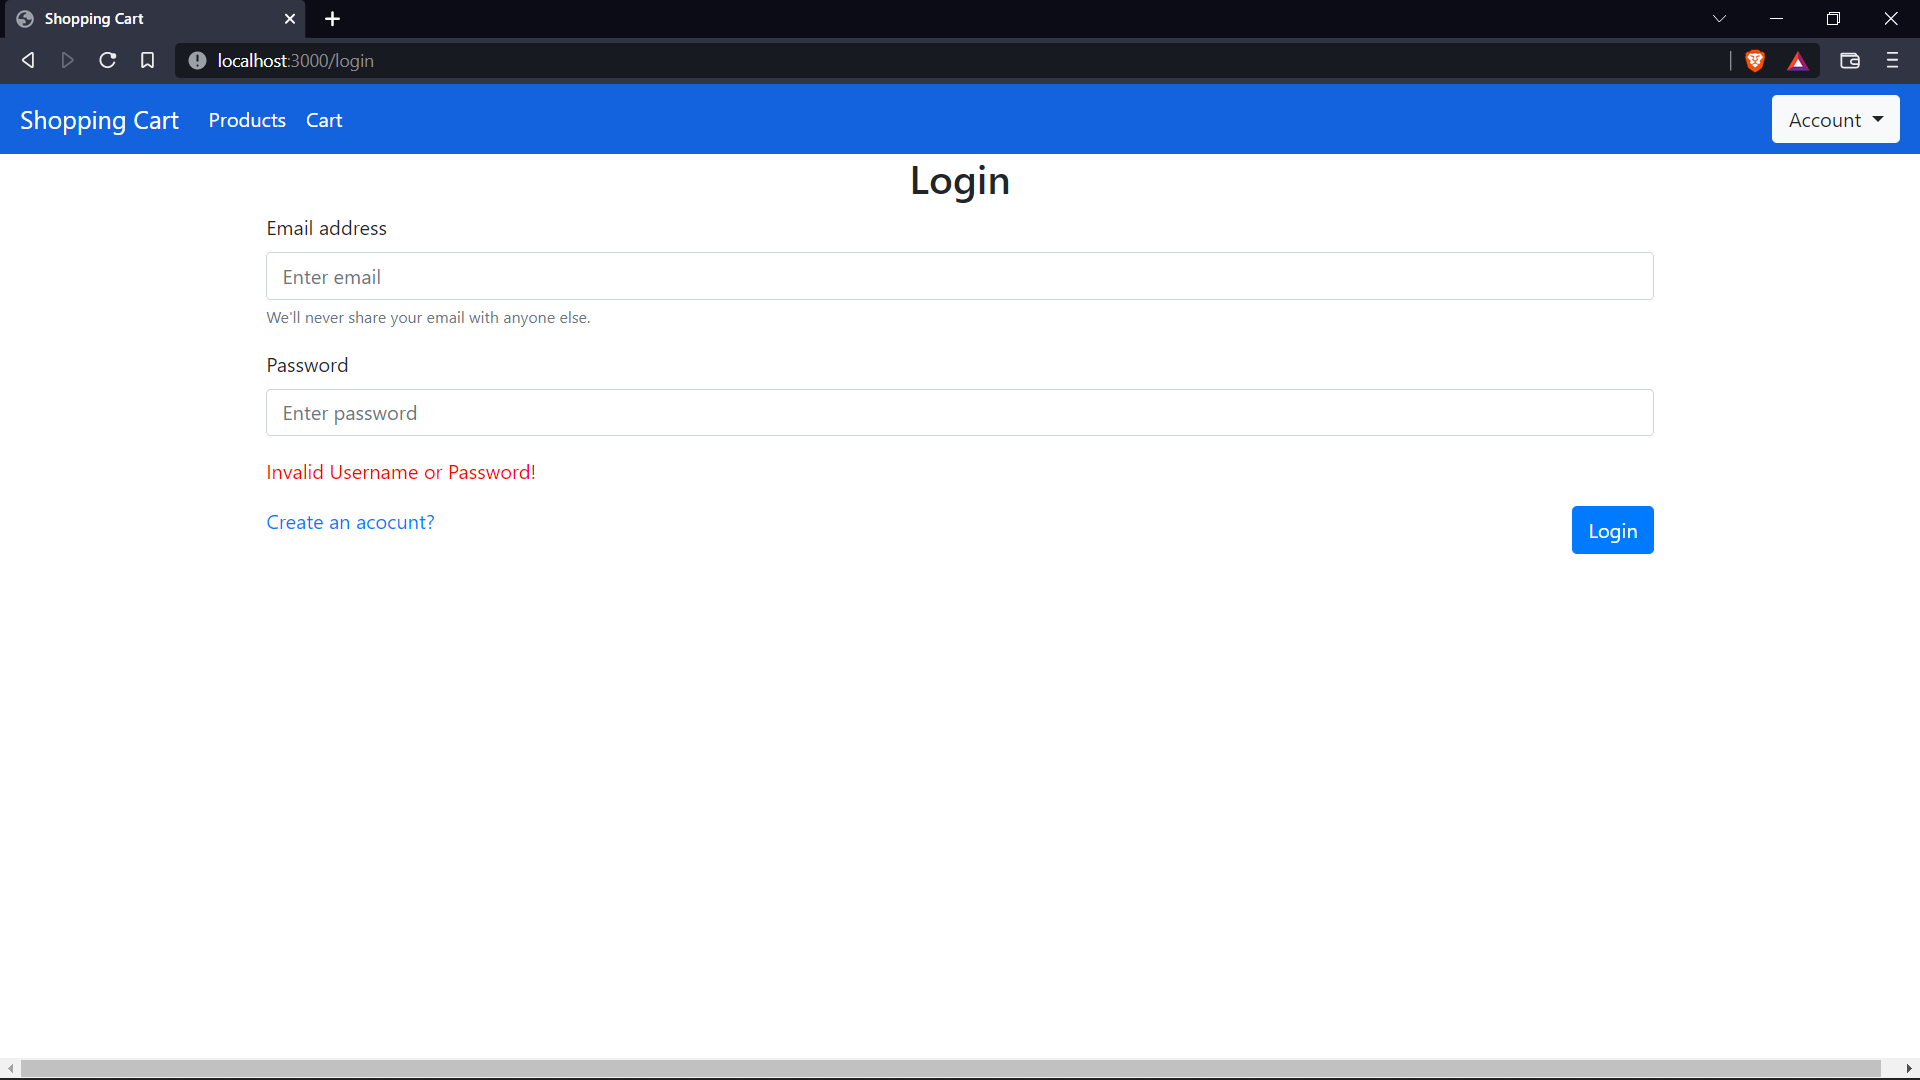 Shopping Cart
localhost:3000/login
Shopping Cart Products Cart Account
Login
Email address
Enter email
We'll never share your email with anyone else.
Password
Enter password
Invalid Username or Password!
Create an acocunt? Login